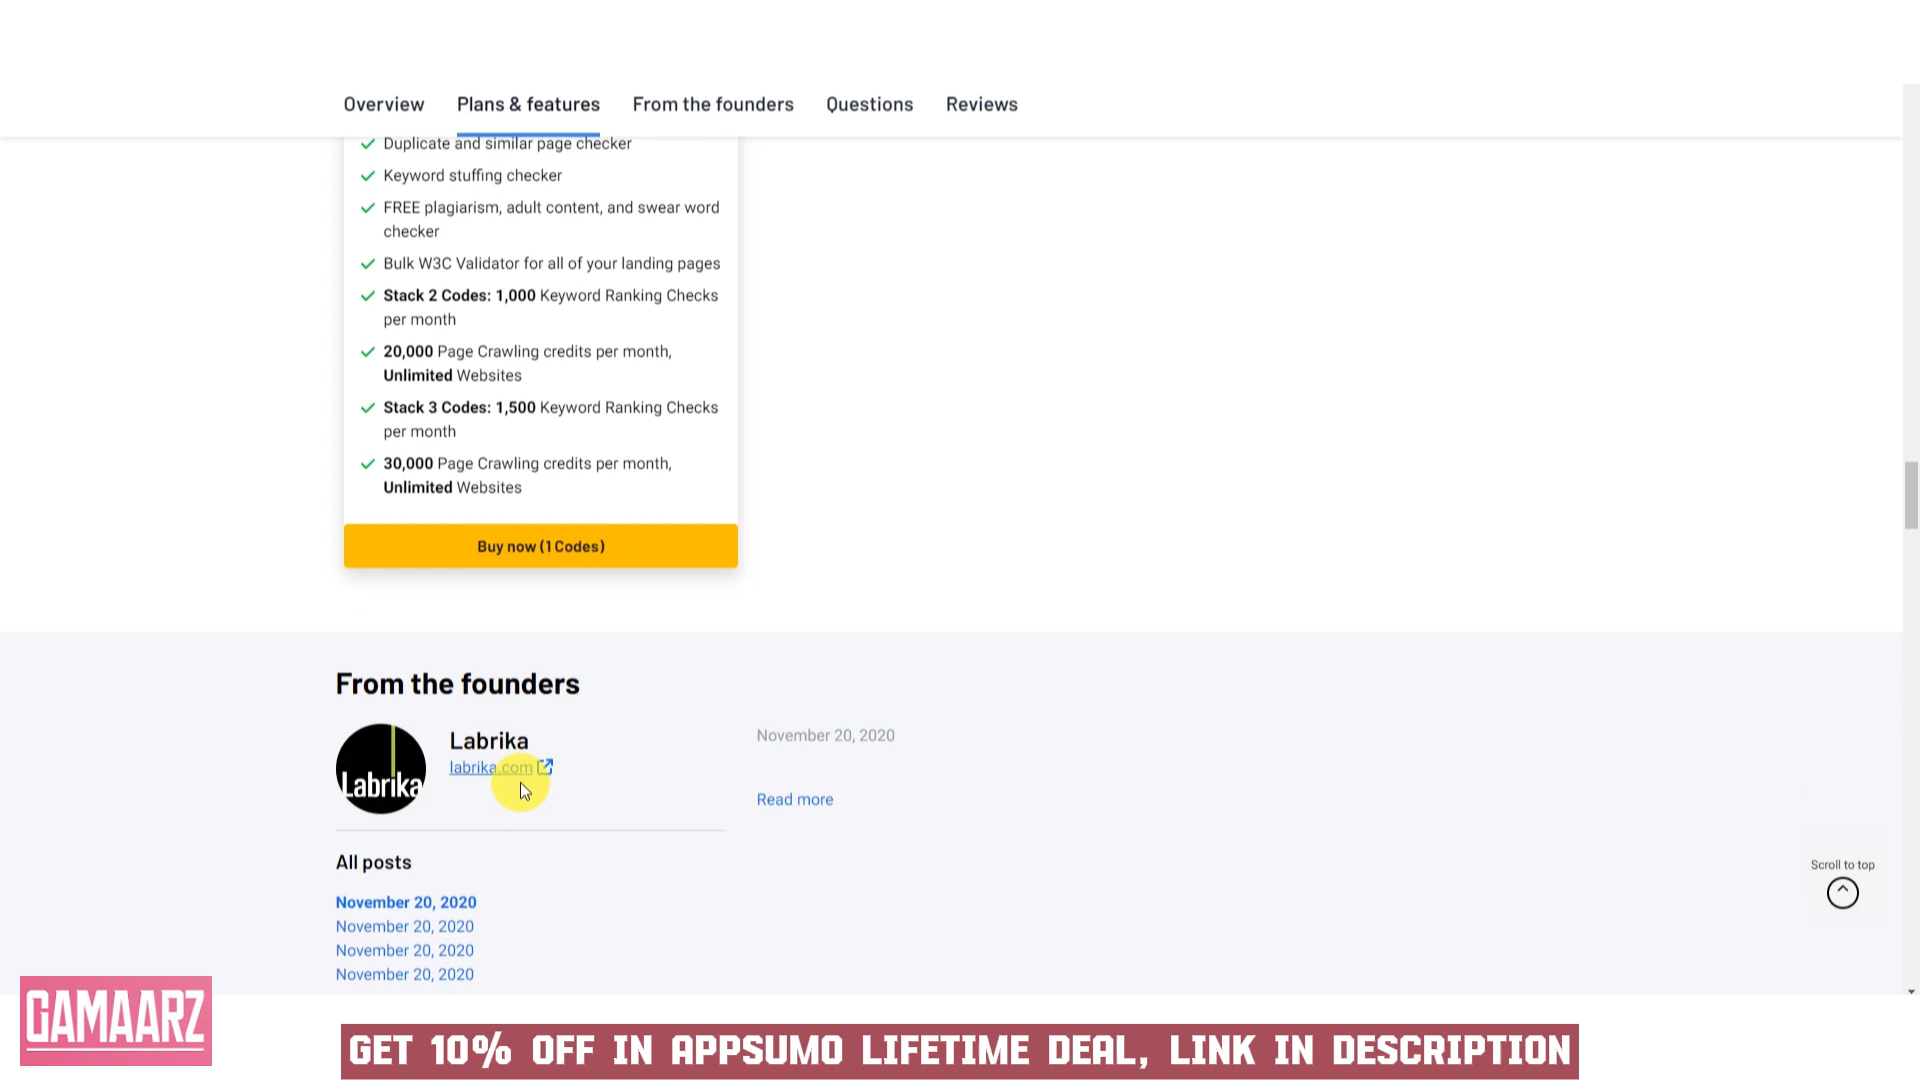 Overview Plans & features From the founders Questions Reviews
Duplicate and similar page checker
Keyword stuffing checker
FREE plagiarism, adult content, and swear word
checker
Bulk W3C Validator for all of your landing pages
Stack 2 Codes: 1,000 Keyword Ranking Checks
per month
20,000 Page Crawling credits per month,
Unlimited Websites
Stack 3 Codes: 1,500 Keyword Ranking Checks
per month
30,000 Page Crawling credits per month,
Unlimited Websites
Buy now (1 Codes)
From the founders
Labrika
Labrika
labrika.com
November 20, 2020
Read more
All posts
November 20, 2020
November 20, 2020
November 20, 2020
November 20, 2020
Scroll to top
GAMAARZ
GET 10% OFF IN APPSUMO LIFETIME DEAL, LINK IN DESCRIPTION